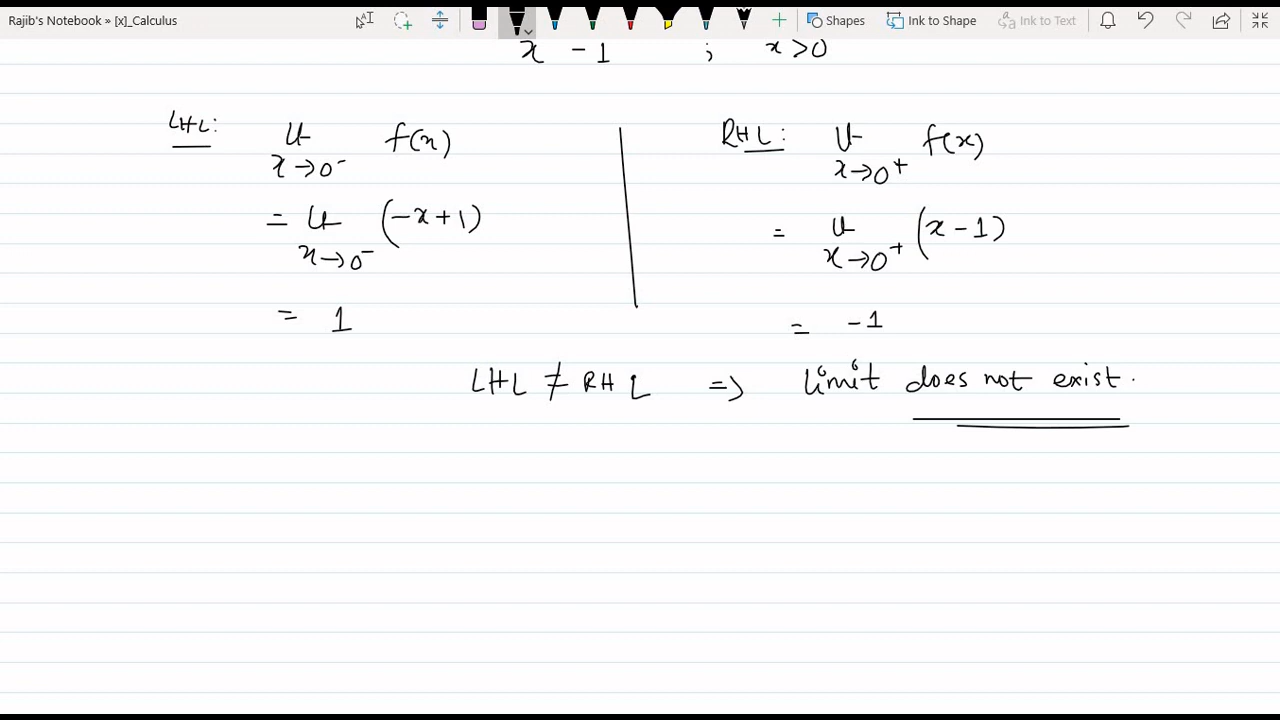 Rajib's Notebook » [x]_Calculus
Shapes
Ink to Shape
Ink to Text
x - 1 ; x > 0
LHL:
Lt f(x)
x→0⁻
= Lt (-x+1)
x→0⁻
= 1
RHL:
Lt f(x)
x→0⁺
= Lt (x-1)
x→0⁺
= -1
LHL ≠ RHL => limit does not exist.